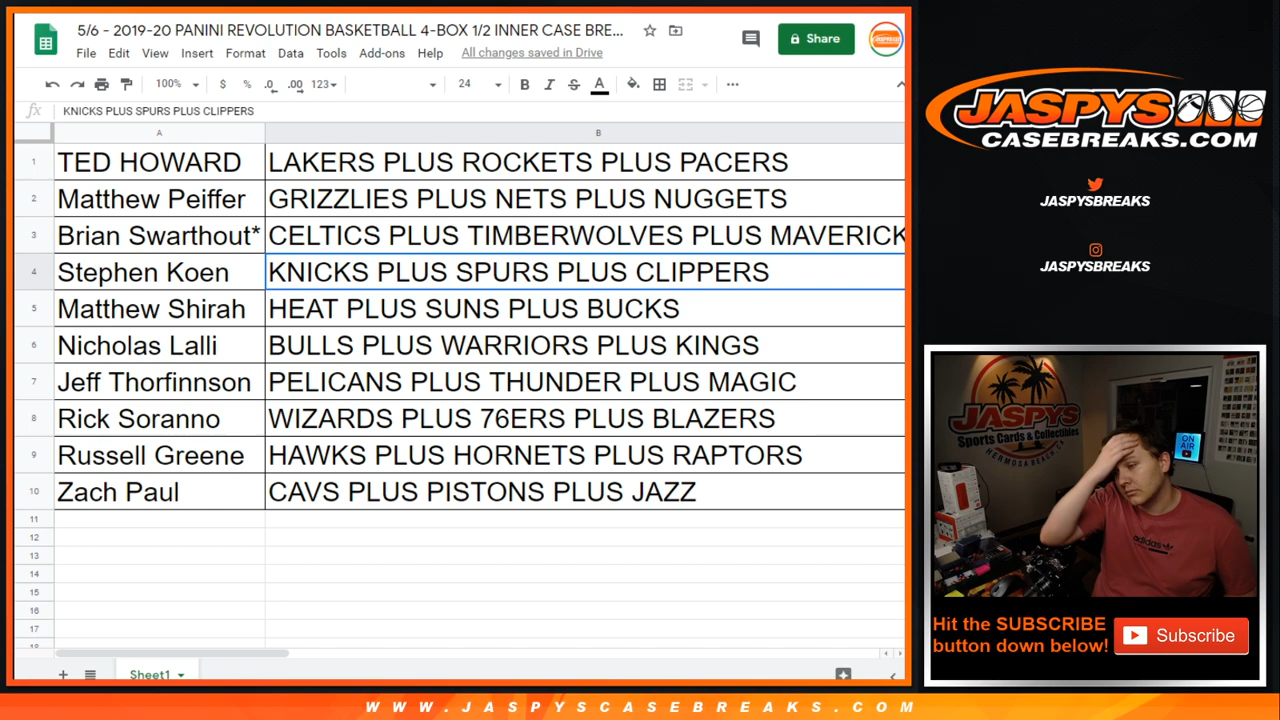 5/6 - 2019-20 PANINI REVOLUTION BASKETBALL 4-BOX 1/2 INNER CASE BRE...
File Edit View Insert Format Data Tools Add-ons Help All changes saved in Drive
Share
100% $ % .0 .00 123 24 B I S A
fx KNICKS PLUS SPURS PLUS CLIPPERS
A B
1 TED HOWARD LAKERS PLUS ROCKETS PLUS PACERS
2 Matthew Peiffer GRIZZLIES PLUS NETS PLUS NUGGETS
3 Brian Swarthout* CELTICS PLUS TIMBERWOLVES PLUS MAVERICK
4 Stephen Koen KNICKS PLUS SPURS PLUS CLIPPERS
5 Matthew Shirah HEAT PLUS SUNS PLUS BUCKS
6 Nicholas Lalli BULLS PLUS WARRIORS PLUS KINGS
7 Jeff Thorfinnson PELICANS PLUS THUNDER PLUS MAGIC
8 Rick Soranno WIZARDS PLUS 76ERS PLUS BLAZERS
9 Russell Greene HAWKS PLUS HORNETS PLUS RAPTORS
10 Zach Paul CAVS PLUS PISTONS PLUS JAZZ
11
12
13
14
15
16
17
18
Sheet1
JASPYS
CASEBREAKS.COM
JASPYSBREAKS
JASPYSBREAKS
JASPYS
Sports Cards & Collectibles
HERMOSA BEACH
ON AIR
adidas
Hit the SUBSCRIBE
button down below!
Subscribe
WWW.JASPYSCASEBREAKS.COM